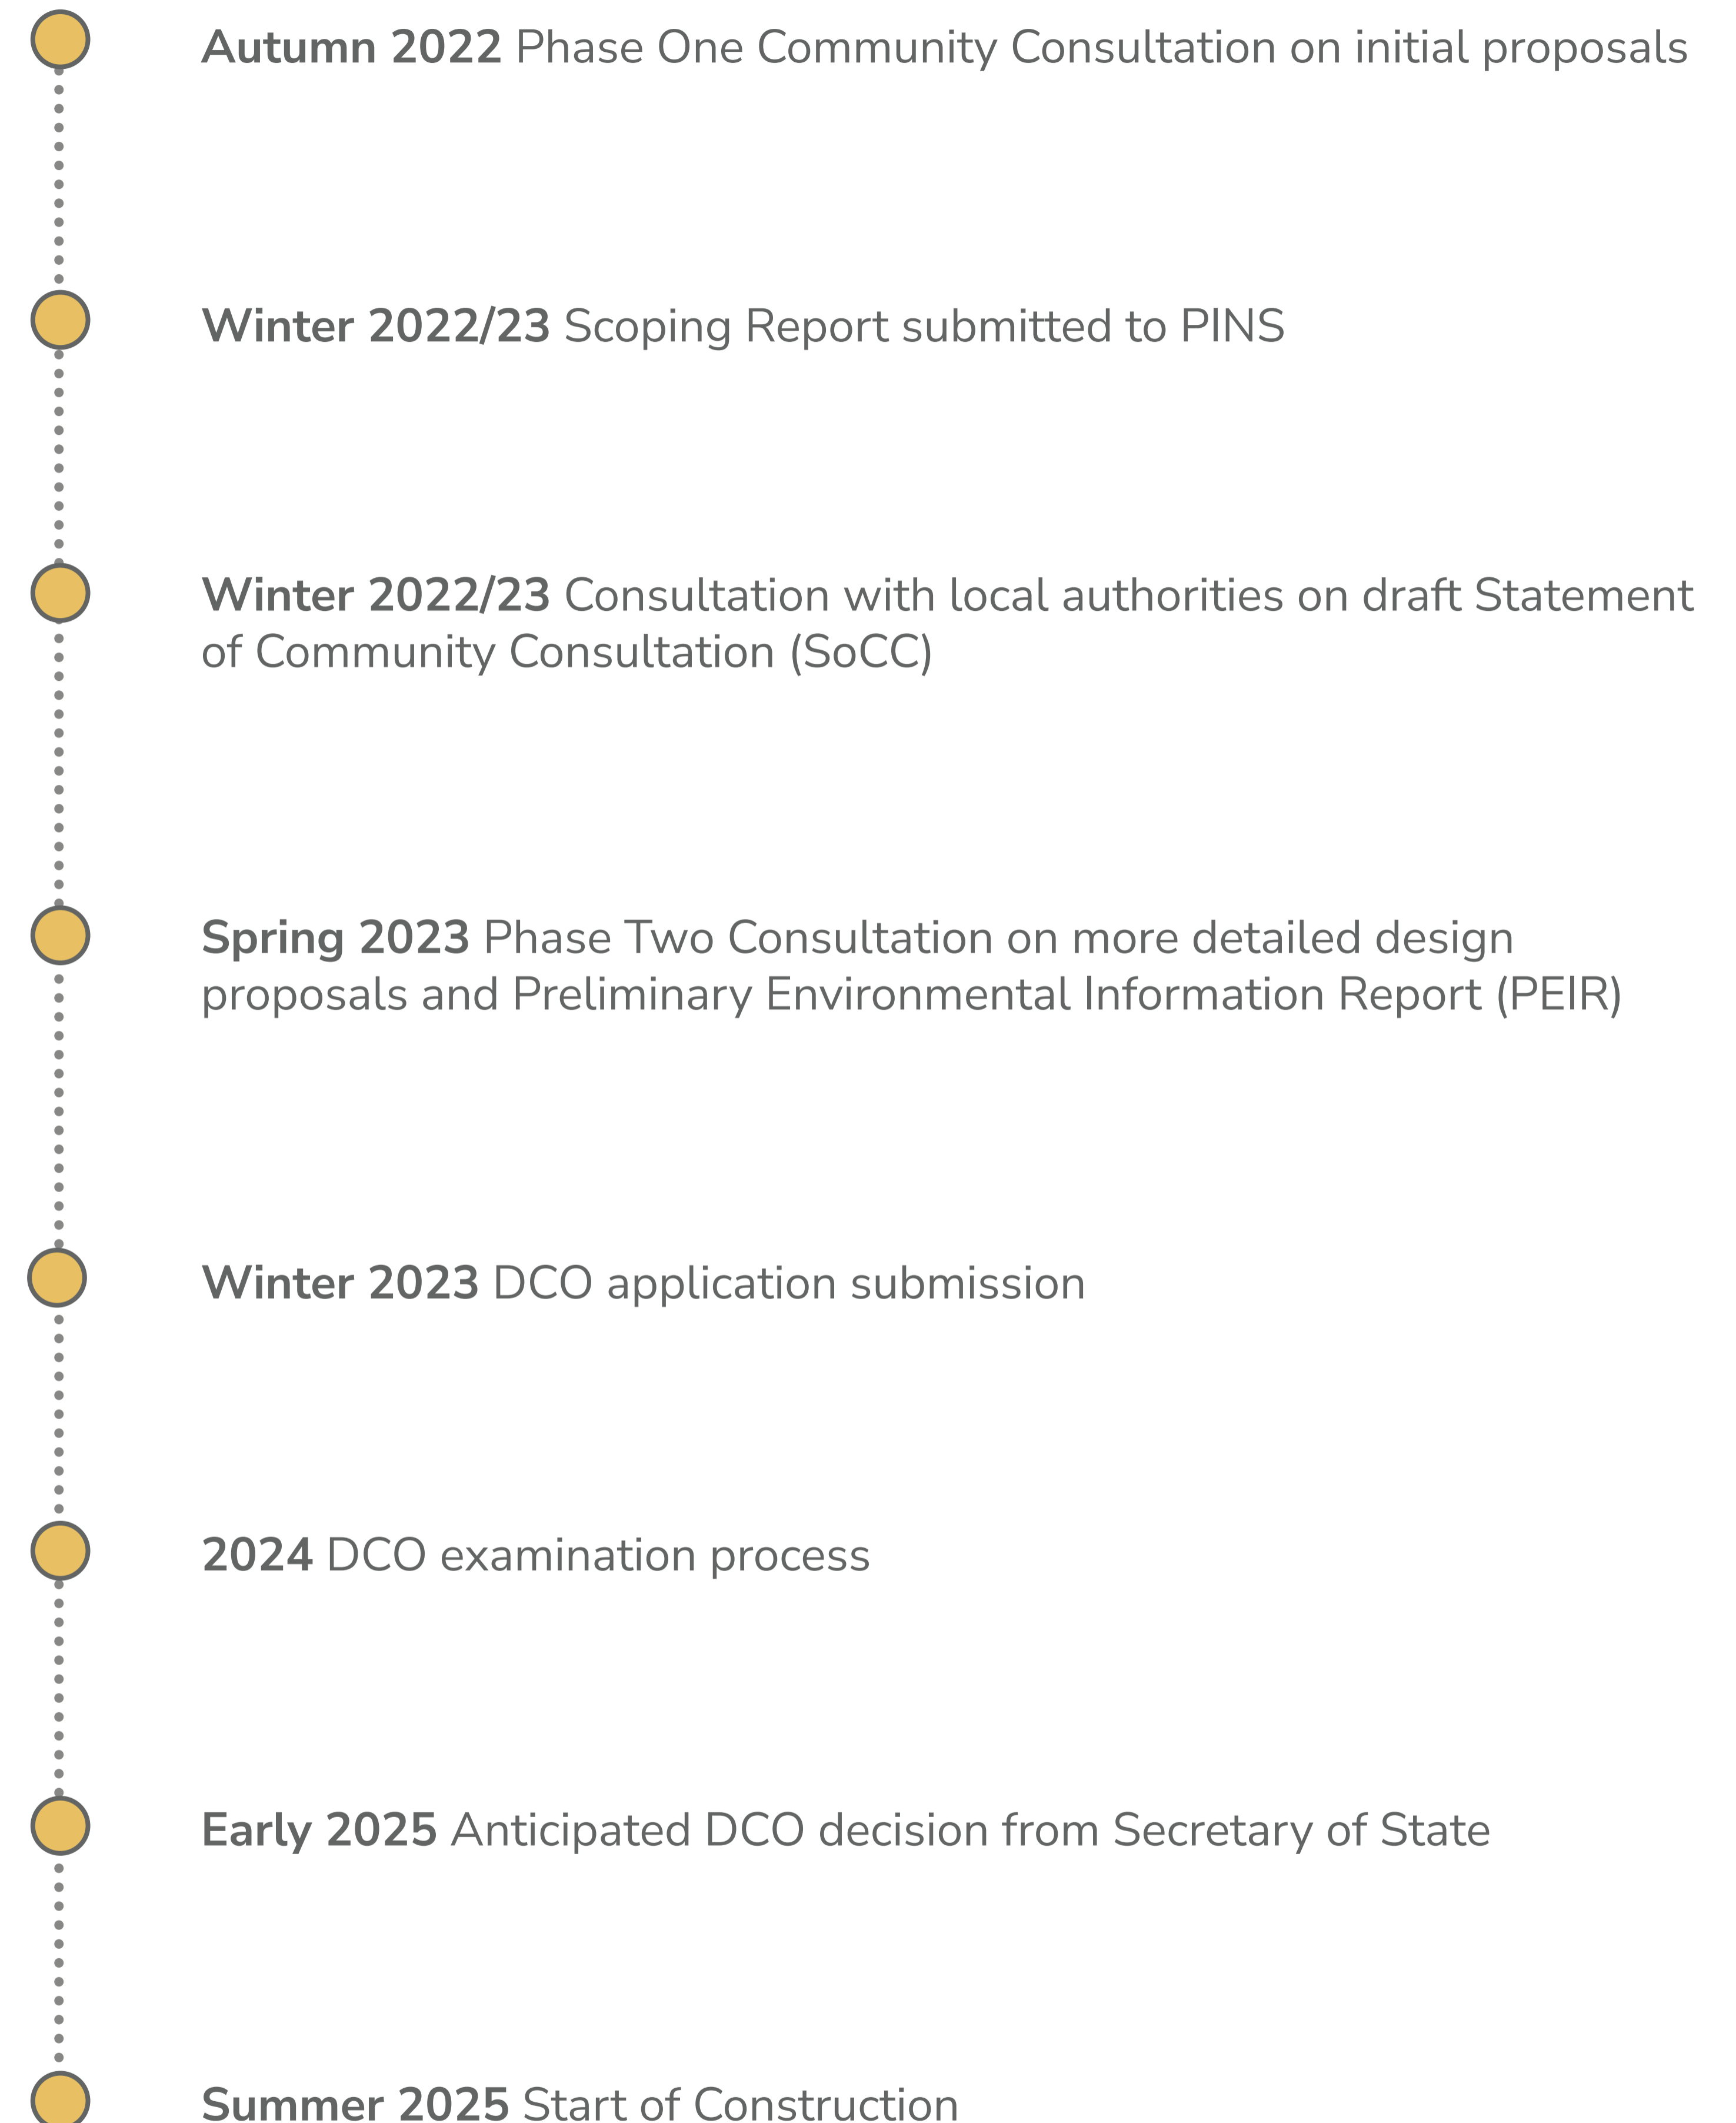 Autumn 2022 Phase One Community Consultation on initial proposals
Winter 2022/23 Scoping Report submitted to PINS
Winter 2022/23 Consultation with local authorities on draft Statement
of Community Consultation (SoCC)
Spring 2023 Phase Two Consultation on more detailed design
proposals and Preliminary Environmental Information Report (PEIR)
Winter 2023 DCO application submission
2024 DCO examination process
Early 2025 Anticipated DCO decision from Secretary of State
Summer 2025 Start of Construction